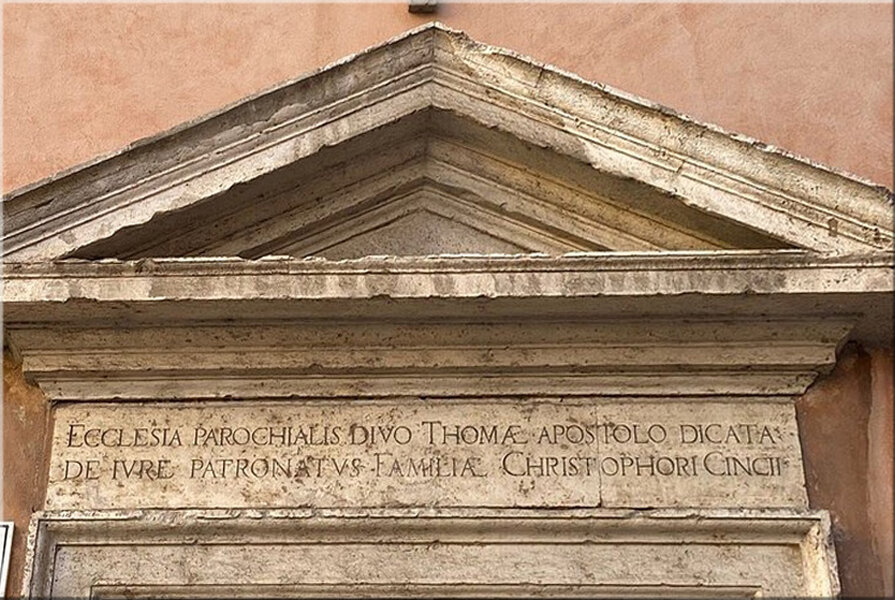 ECCLESIA PAROCHIALIS DIVO THOMÆ APOSTOLO DICATA
DE IVRE PATRONATVS FAMILIÆ CHRISTOPHORI CINCII